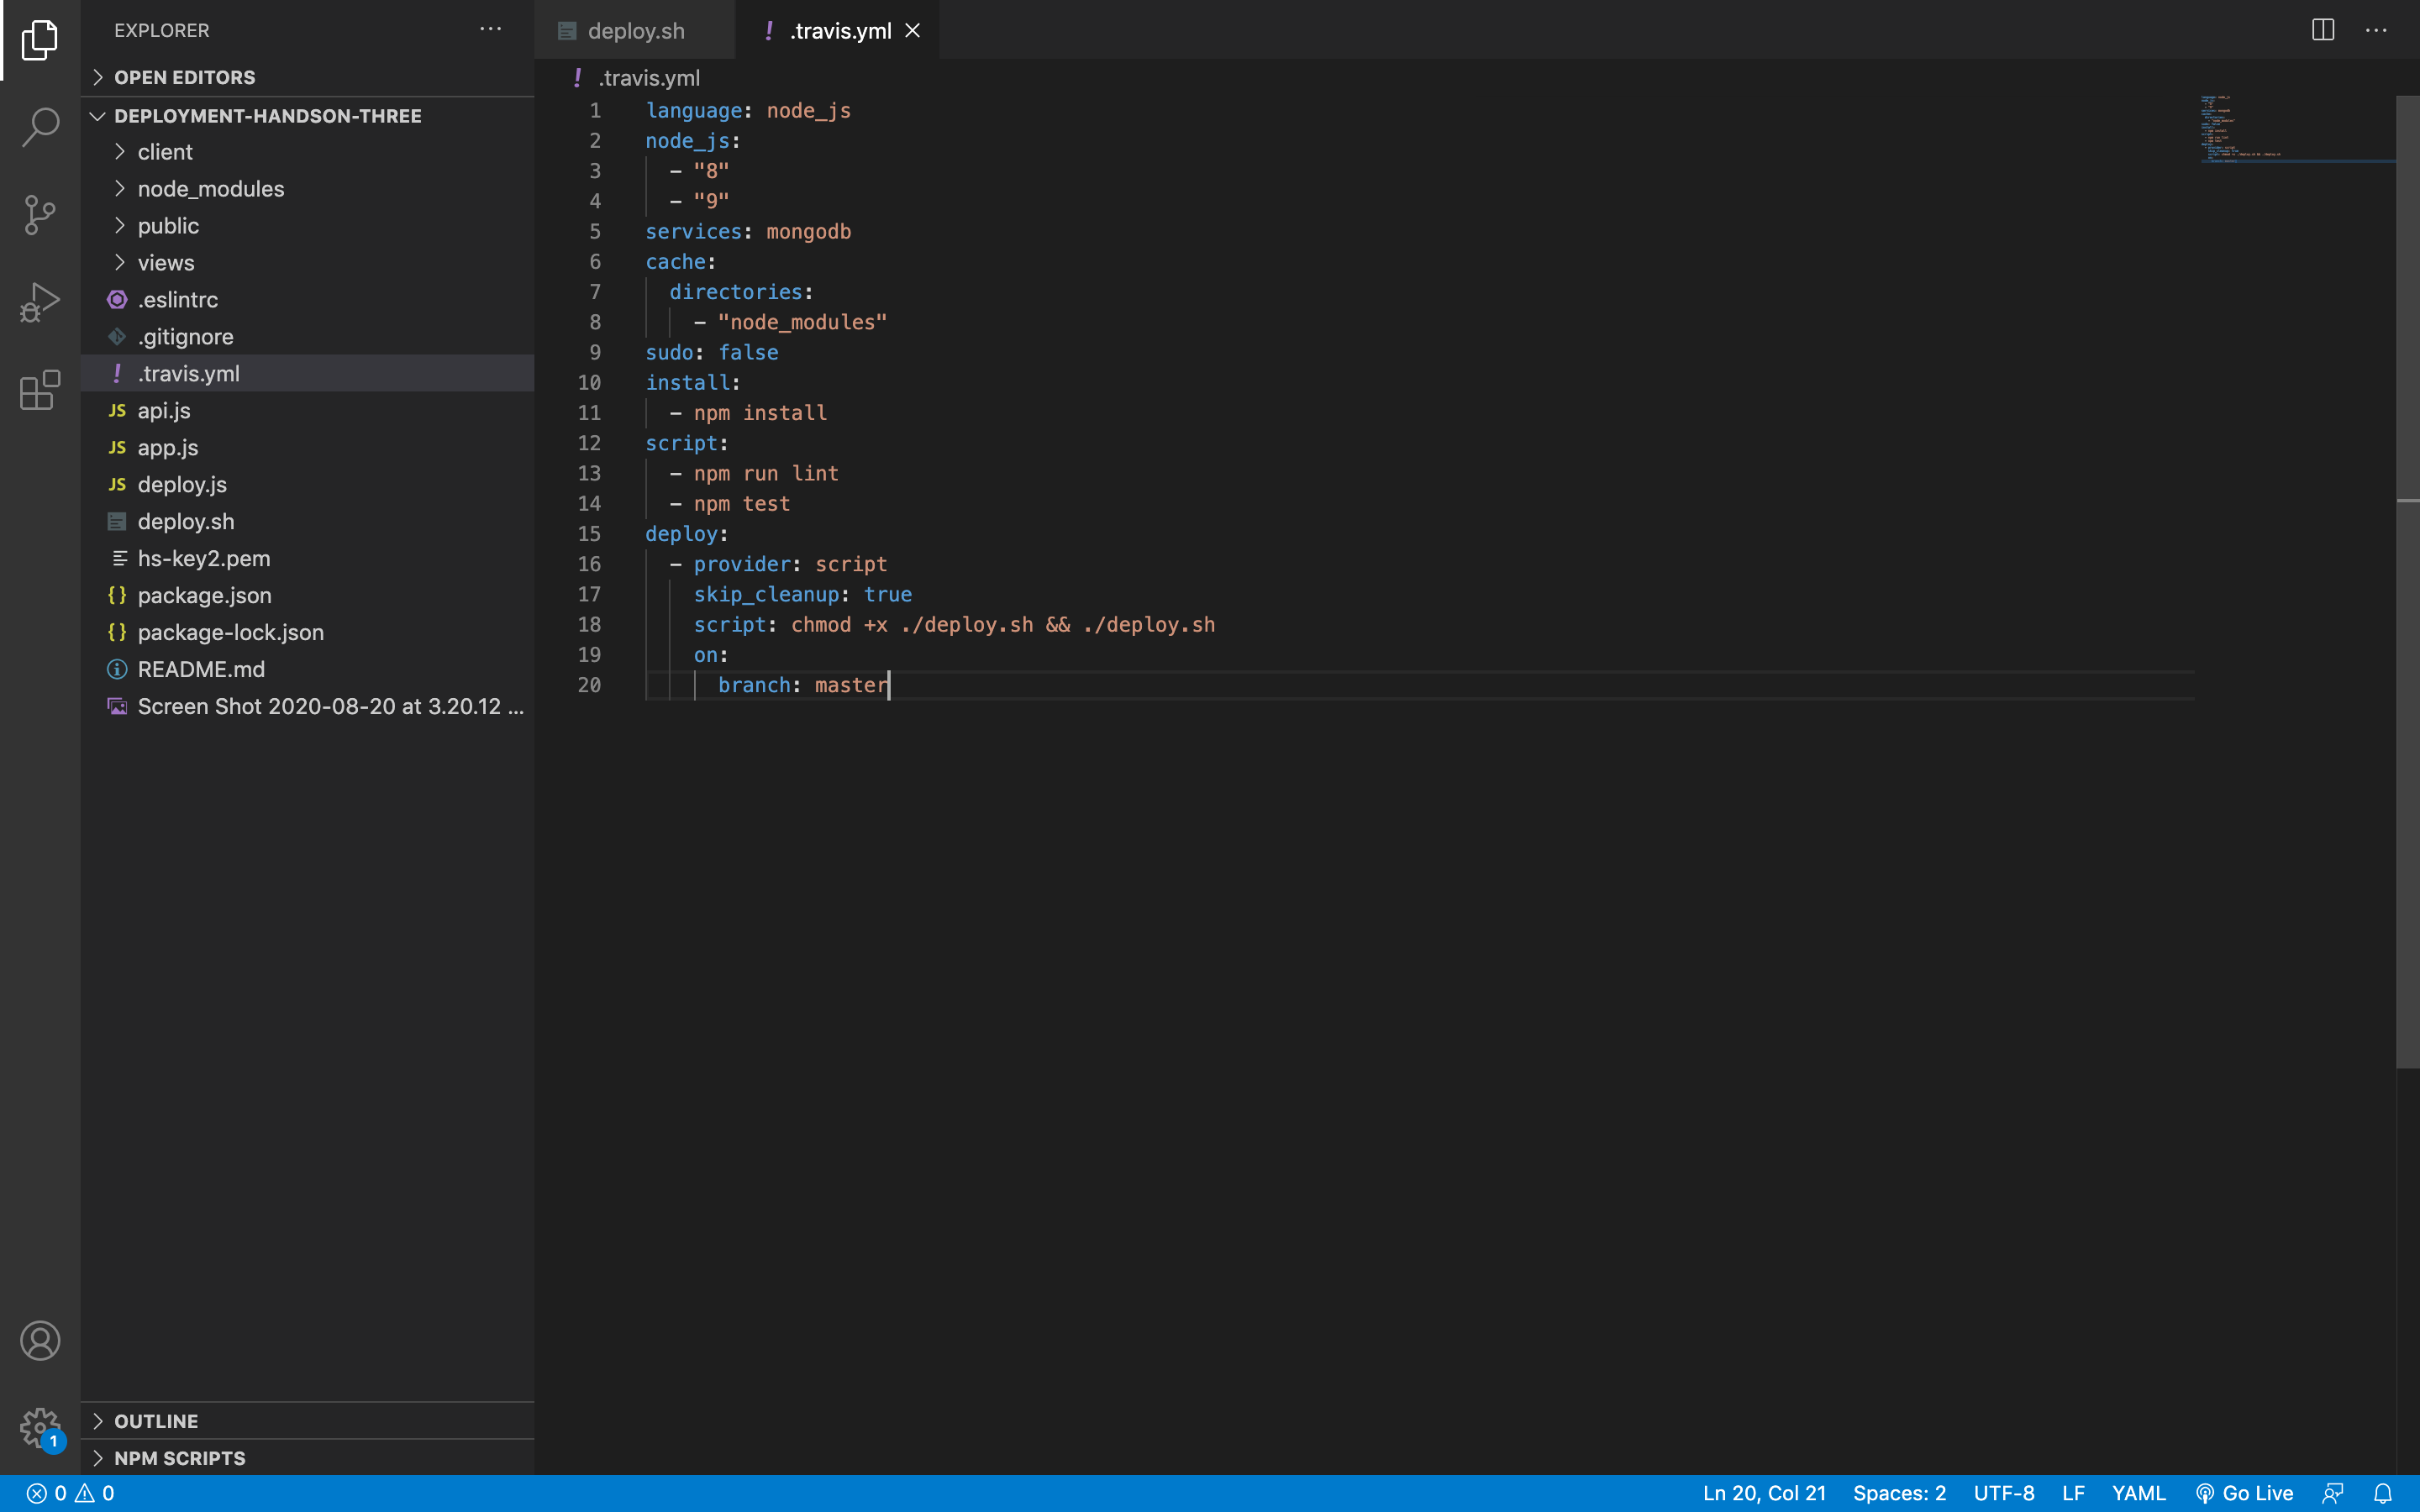 EXPLORER
OPEN EDITORS
DEPLOYMENT-HANDSON-THREE
client
node_modules
public
views
.eslintrc
.gitignore
! .travis.yml
JS api.js
JS app.js
JS deploy.js
deploy.sh
hs-key2.pem
{} package.json
{} package-lock.json
README.md
Screen Shot 2020-08-20 at 3.20.12 ...
OUTLINE
NPM SCRIPTS
1
deploy.sh
! .travis.yml
! .travis.yml
1 language: node_js
2 node_js:
3 - "8"
4 - "9"
5 services: mongodb
6 cache:
7 directories:
8 - "node_modules"
9 sudo: false
10 install:
11 - npm install
12 script:
13 - npm run lint
14 - npm test
15 deploy:
16 - provider: script
17 skip_cleanup: true
18 script: chmod +x ./deploy.sh && ./deploy.sh
19 on:
20 branch: master
0 0
Ln 20, Col 21 Spaces: 2 UTF-8 LF YAML Go Live